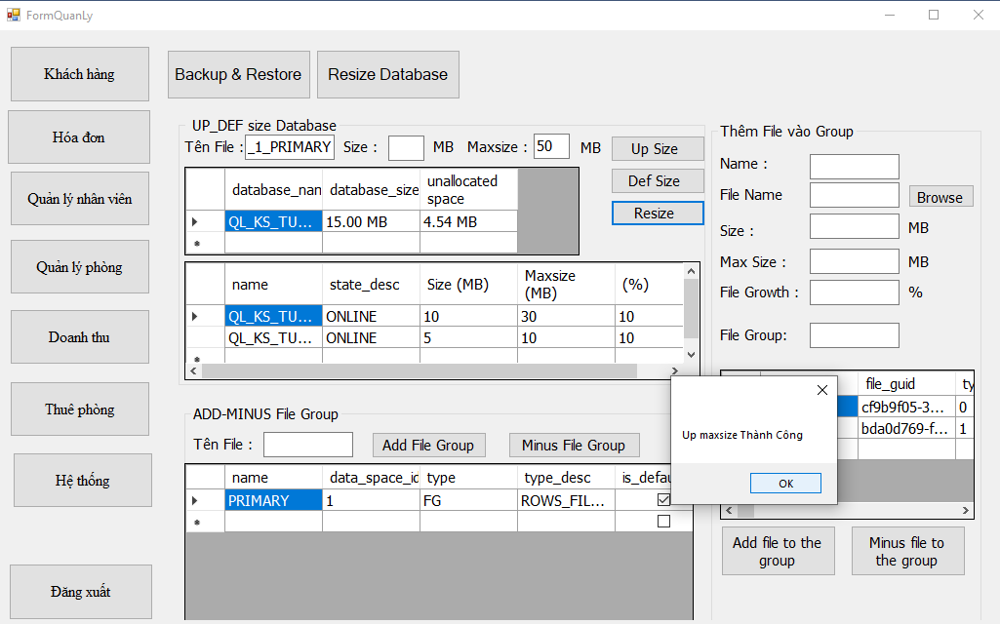 FormQuanLy
Khách hàng
Hóa đơn
Quản lý nhân viên
Quản lý phòng
Doanh thu
Thuê phòng
Hệ thống
Đăng xuất
Backup & Restore
Resize Database
UP_DEF size Database
Tên File : _1_PRIMARY Size : MB Maxsize : 50 MB
Up Size
Def Size
Resize
database_nan database_size unallocated space
QL_KS_TU... 15.00 MB 4.54 MB
name state_desc Size (MB) Maxsize (MB) (%)
QL_KS_TU... ONLINE 10 30 10
QL_KS_TU... ONLINE 5 10 10
ADD-MINUS File Group
Tên File :
Add File Group
Minus File Group
name data_space_id type type_desc is_defau
PRIMARY 1 FG ROWS_FIL...
Thêm File vào Group
Name :
File Name
Browse
Size : MB
Max Size : MB
File Growth : %
File Group:
file_guid ty
cf9b9f05-3... 0
bda0d769-f... 1
Add file to the
group
Minus file to
the group
Up maxsize Thành Công
OK